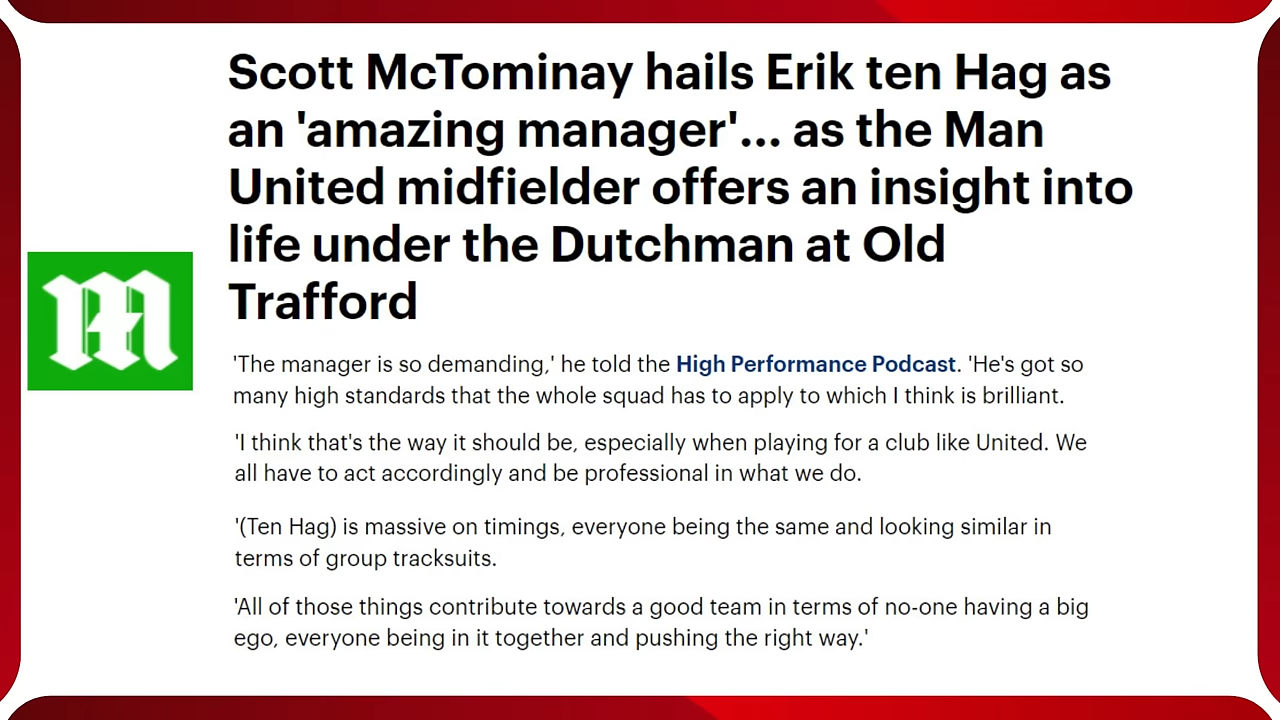 Scott McTominay hails Erik ten Hag as
an 'amazing manager'... as the Man
United midfielder offers an insight into
life under the Dutchman at Old
Trafford
m
'The manager is so demanding,' he told the High Performance Podcast. 'He's got so
many high standards that the whole squad has to apply to which I think is brilliant.
'I think that's the way it should be, especially when playing for a club like United. We
all have to act accordingly and be professional in what we do.
'(Ten Hag) is massive on timings, everyone being the same and looking similar in
terms of group tracksuits.
'All of those things contribute towards a good team in terms of no-one having a big
ego, everyone being in it together and pushing the right way.'